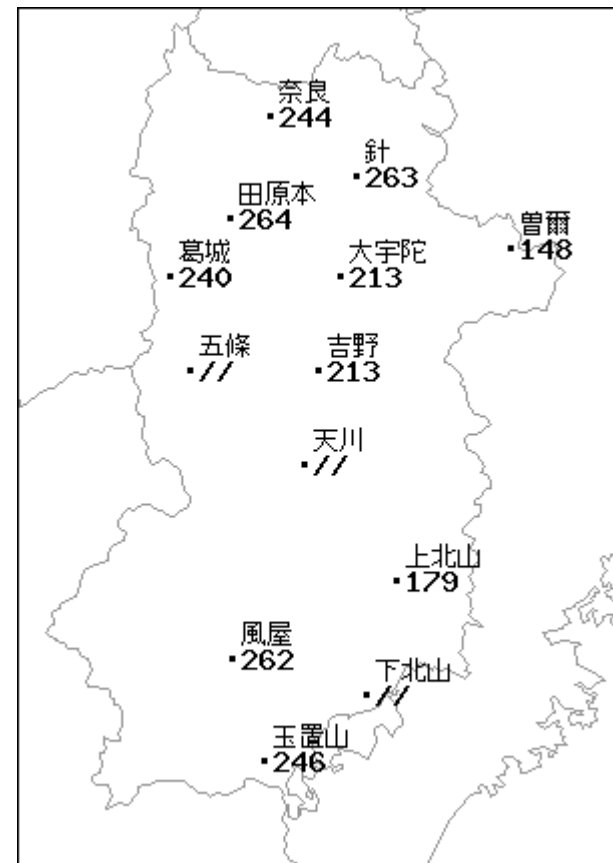 奈良
244
針
263
田原本
264
曽爾
148
葛城
240
大宇陀
213
五條
//
吉野
213
天川
//
上北山
179
風屋
262
下北山
//
玉置山
246